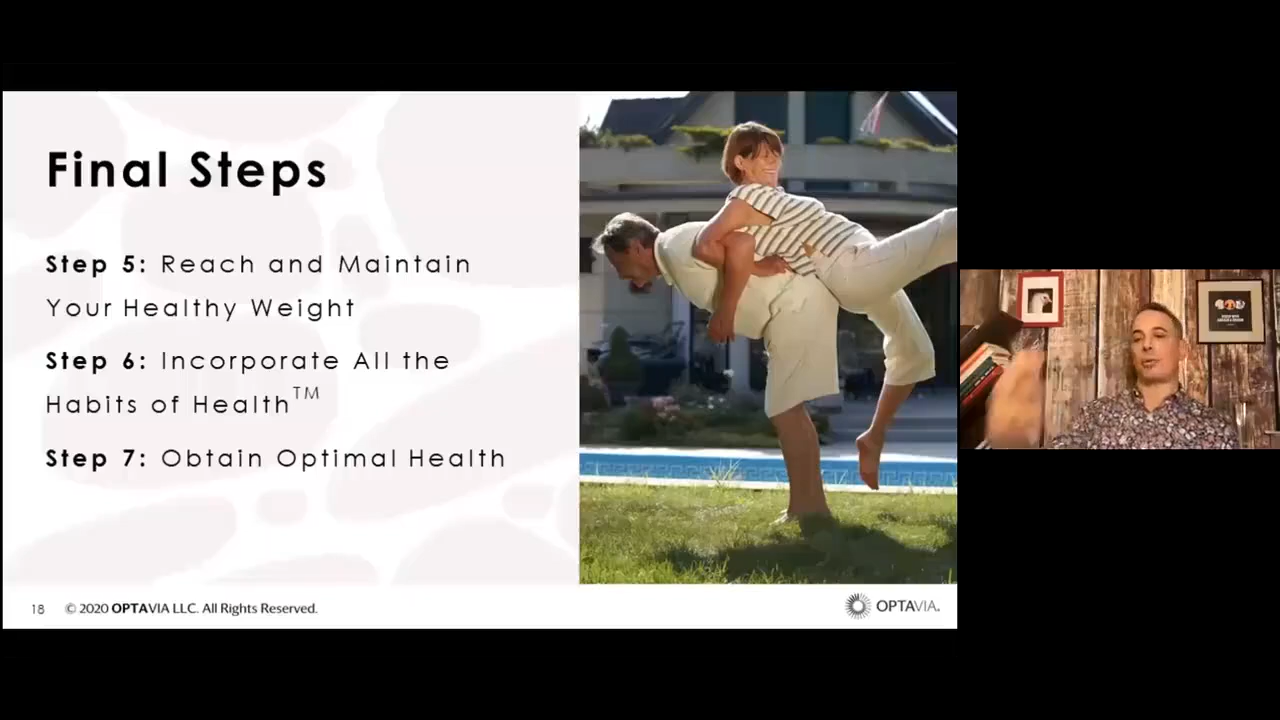 Final Steps
Step 5: Reach and Maintain
Your Healthy Weight
Step 6: Incorporate All the
Habits of Health™
Step 7: Obtain Optimal Health
18 © 2020 OPTAVIA LLC. All Rights Reserved.
OPTAVIA.